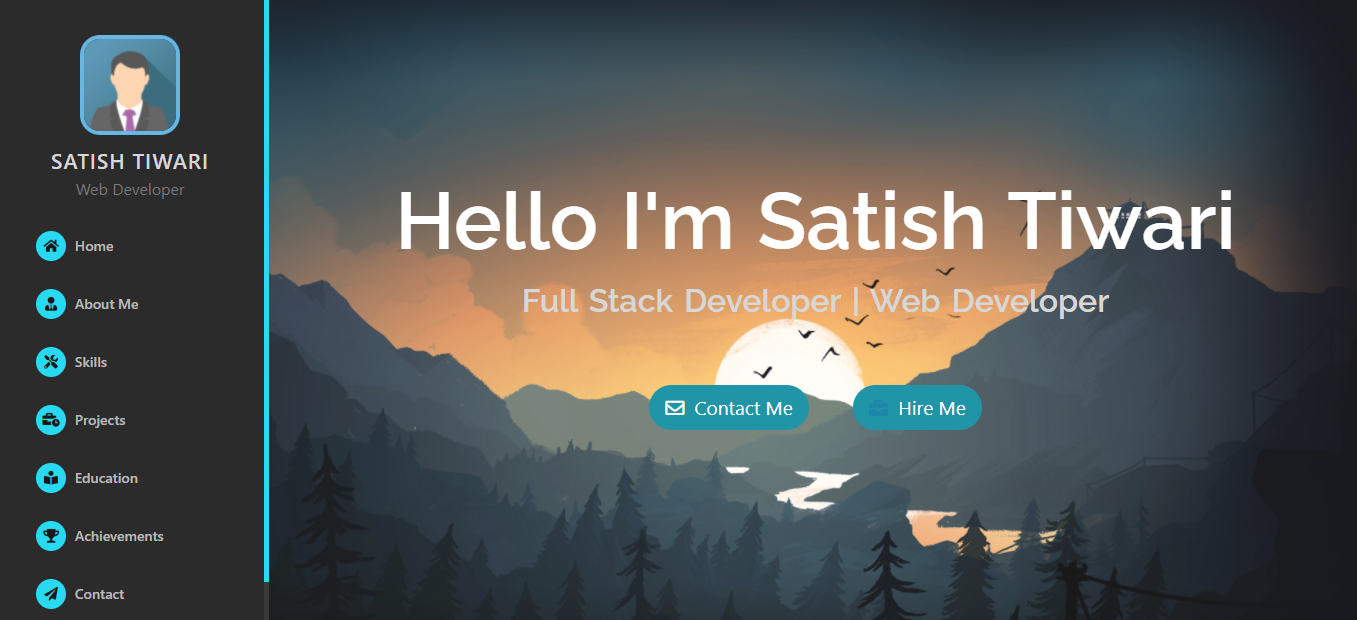 SATISH TIWARI
Web Developer
Home
About Me
Skills
Projects
Education
Achievements
Contact
Hello I'm Satish Tiwari
Full Stack Developer | Web Developer
Contact Me
Hire Me